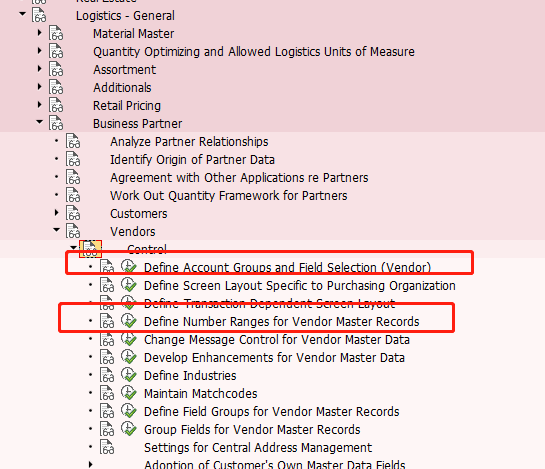 Real Estate
Logistics - General
Material Master
Quantity Optimizing and Allowed Logistics Units of Measure
Assortment
Additionals
Retail Pricing
Business Partner
Analyze Partner Relationships
Identify Origin of Partner Data
Agreement with Other Applications re Partners
Work Out Quantity Framework for Partners
Customers
Vendors
Control
Define Account Groups and Field Selection (Vendor)
Define Screen Layout Specific to Purchasing Organization
Define Transaction-Dependent Screen Layout
Define Number Ranges for Vendor Master Records
Change Message Control for Vendor Master Data
Develop Enhancements for Vendor Master Data
Define Industries
Maintain Matchcodes
Define Field Groups for Vendor Master Records
Group Fields for Vendor Master Records
Settings for Central Address Management
Adoption of Customer's Own Master Data Fields